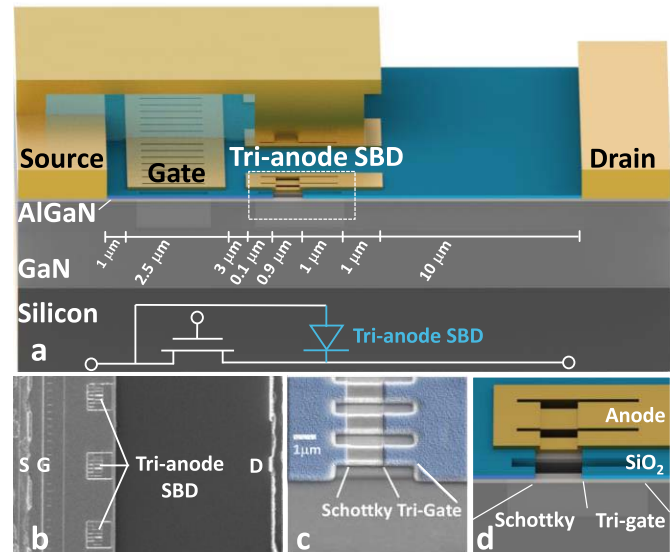 Source
Gate
Tri-anode SBD
Drain
AlGaN
1 μm
2.5 μm
3 μm
0.1 μm
0.9 μm
1 μm
1 μm
10 μm
GaN
Silicon
Tri-anode SBD
a
S G
Tri-anode
SBD
D
b
1μm
Schottky Tri-Gate
c
Anode
SiO₂
Schottky Tri-gate
d